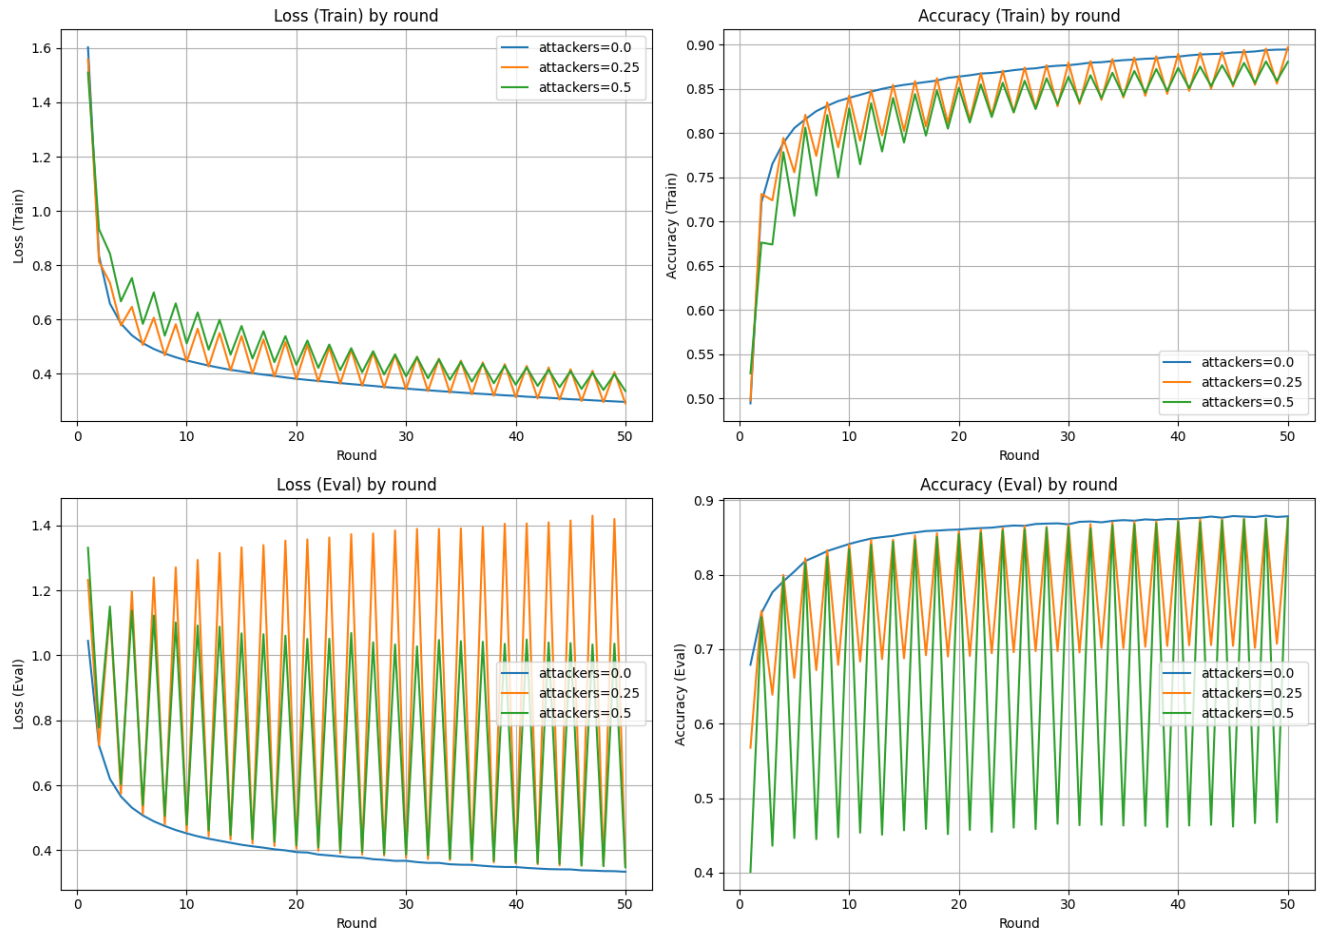 Loss (Train) by round
1.6
1.4
1.2
1.0
0.8
0.6
0.4
Loss (Train)
0
10
20
30
40
50
Round
attackers=0.0
attackers=0.25
attackers=0.5
Accuracy (Train) by round
0.90
0.85
0.80
0.75
0.70
0.65
0.60
0.55
0.50
Accuracy (Train)
0
10
20
30
40
50
Round
attackers=0.0
attackers=0.25
attackers=0.5
Loss (Eval) by round
1.4
1.2
1.0
0.8
0.6
0.4
Loss (Eval)
0
10
20
30
40
50
Round
attackers=0.0
attackers=0.25
attackers=0.5
Accuracy (Eval) by round
0.9
0.8
0.7
0.6
0.5
0.4
Accuracy (Eval)
0
10
20
30
40
50
Round
attackers=0.0
attackers=0.25
attackers=0.5